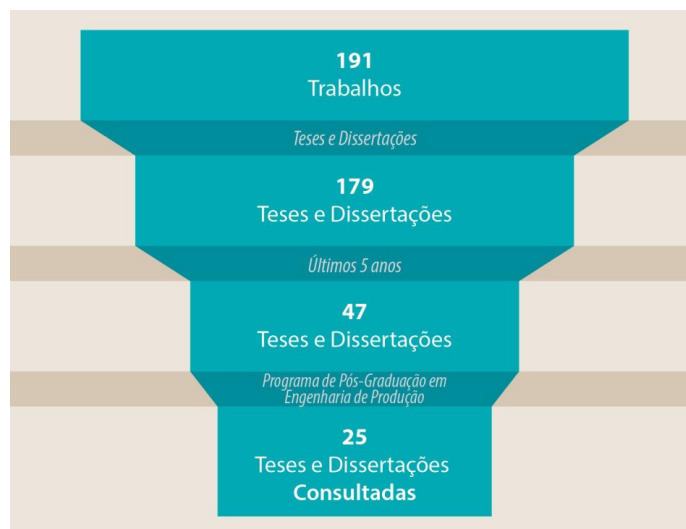 191
Trabalhos
Teses e Dissertações
179
Teses e Dissertações
Últimos 5 anos
47
Teses e Dissertações
Programa de Pós-Graduação em
Engenharia de Produção
25
Teses e Dissertações
Consultadas